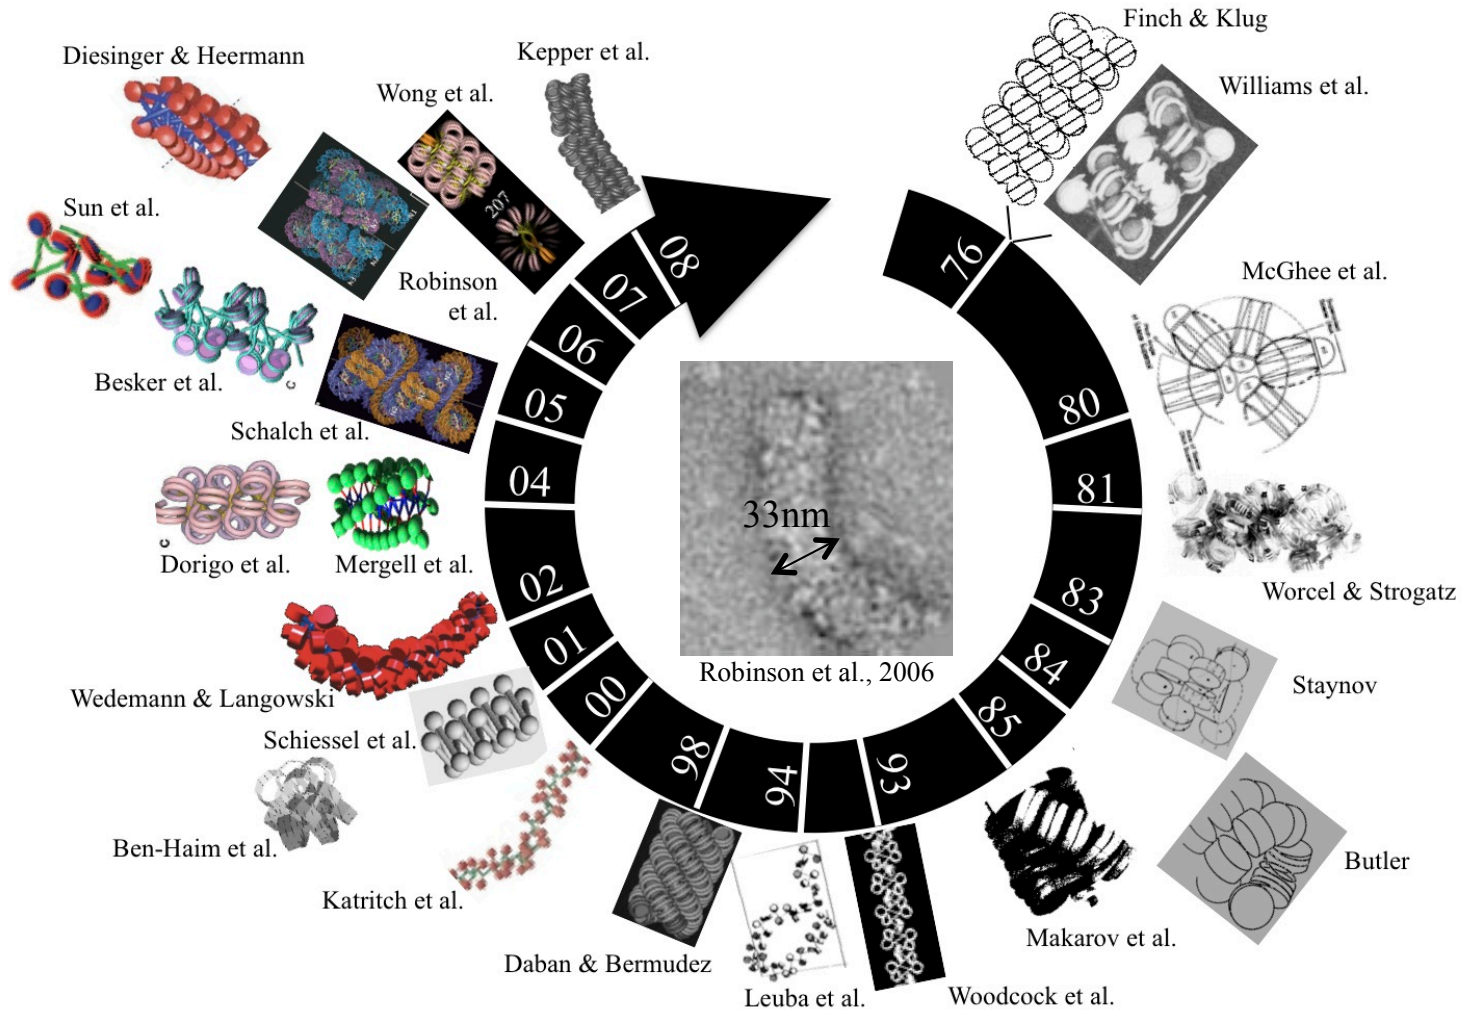 Finch & Klug
Williams et al.
McGhee et al.
Worcel & Strogatz
Staynov
Butler
Makarov et al.
Woodcock et al.
Leuba et al.
Daban & Bermudez
Katritch et al.
Ben-Haim et al.
Schiessel et al.
Wedemann & Langowski
Mergell et al.
Dorigo et al.
C
Schalch et al.
Besker et al.
C
Sun et al.
Robinson
et al.
Diesinger & Heermann
Wong et al.
207
Kepper et al.
76
80
81
83
84
85
93
94
98
00
01
02
04
05
06
07
08
33nm
Robinson et al., 2006